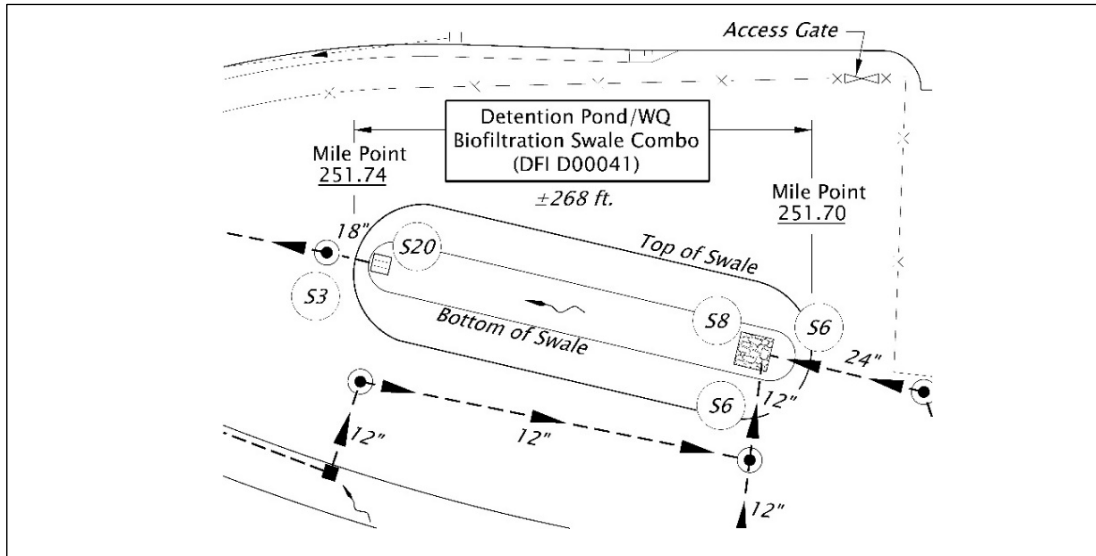 Access Gate
Detention Pond/WQ
Biofiltration Swale Combo
(DFI D00041)
±268 ft.
Mile Point
251.74
Mile Point
251.70
18"
S20
S3
Top of Swale
Bottom of Swale
S8
S6
24"
S6
12"
12"
12"
12"